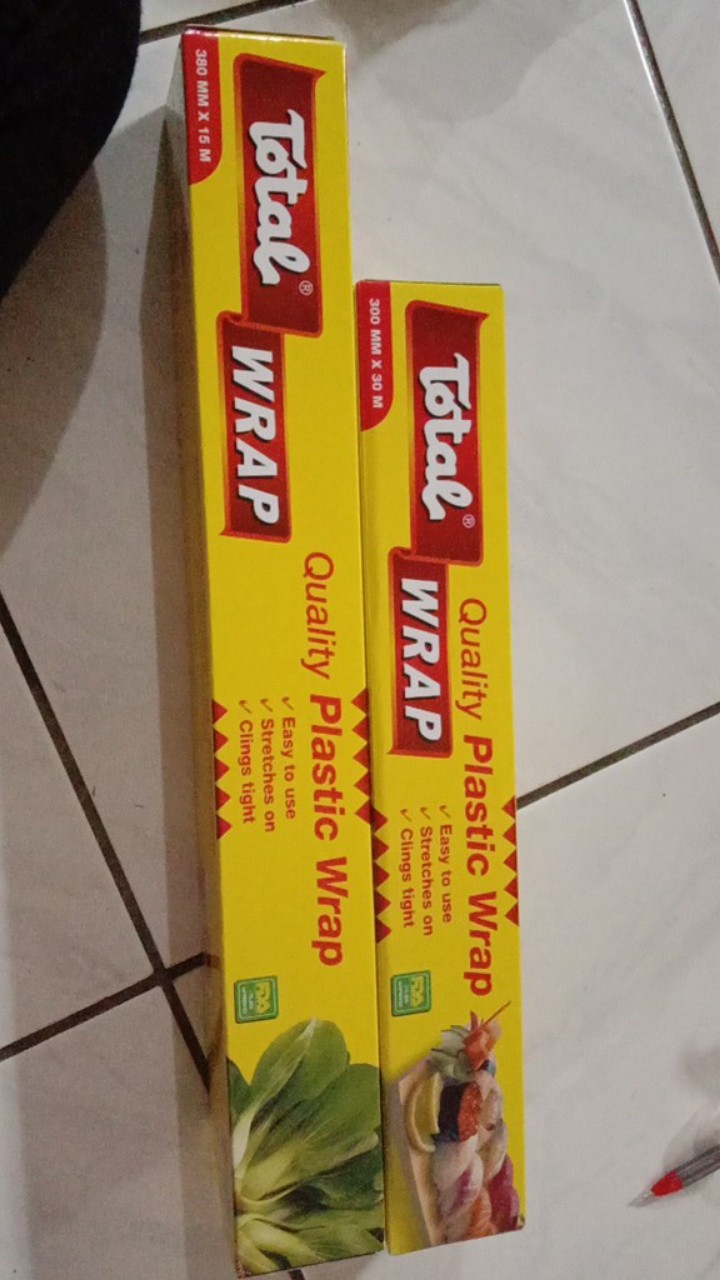 Total®
WRAP
380 MM X 15 M
Quality Plastic Wrap
✓ Easy to use
✓ Stretches on
✓ Clings tight
Total®
WRAP
300 MM X 30 M
Quality Plastic Wrap
✓ Easy to use
✓ Stretches on
✓ Clings tight